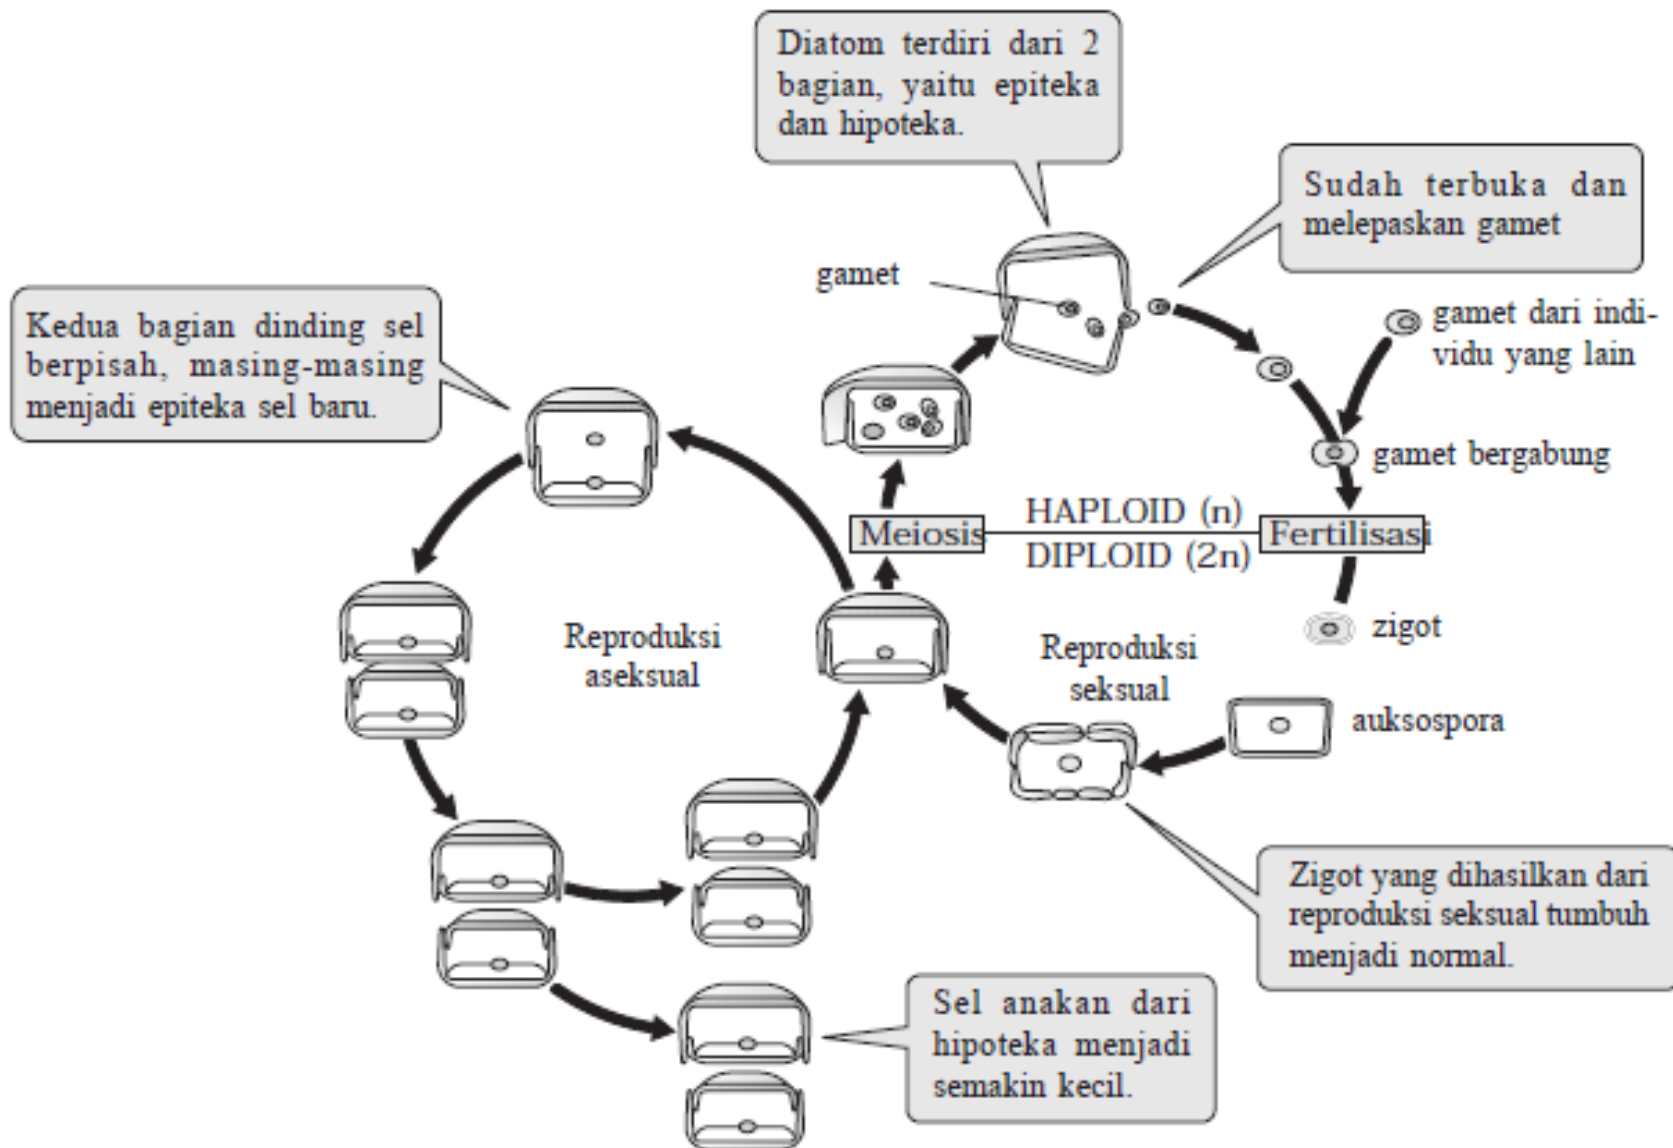 Diatom terdiri dari 2
bagian, yaitu epiteka
dan hipoteka.
Sudah terbuka dan
melepaskan gamet
gamet
Kedua bagian dinding sel
berpisah, masing-masing
menjadi epiteka sel baru.
gamet dari indi-
vidu yang lain
gamet bergabung
Meiosis
HAPLOID (n)
DIPLOID (2n)
Fertilisasi
zigot
Reproduksi
aseksual
Reproduksi
seksual
auksospora
Zigot yang dihasilkan dari
reproduksi seksual tumbuh
menjadi normal.
Sel anakan dari
hipoteka menjadi
semakin kecil.